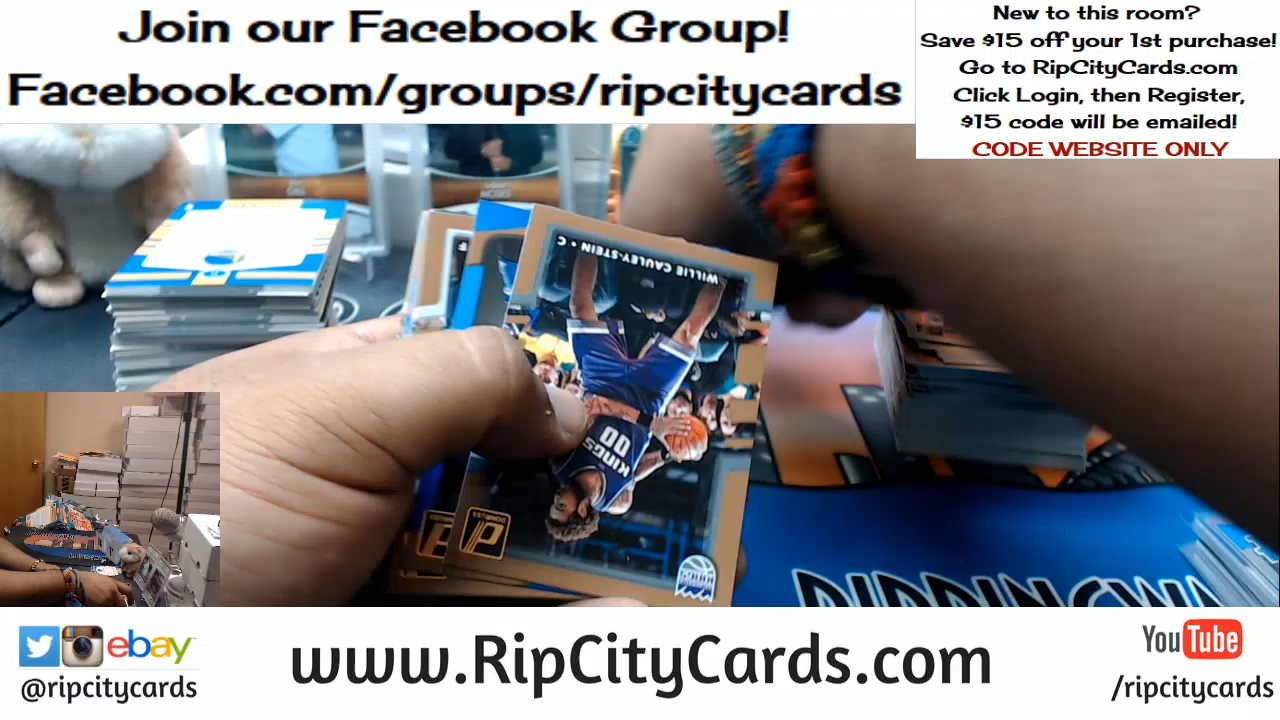 Join our Facebook Group!
Facebook.com/groups/ripcitycards
New to this room?
Save $15 off your 1st purchase!
Go to RipCityCards.com
Click Login, then Register,
$15 code will be emailed!
CODE WEBSITE ONLY
WILLIE CAULEY-STEIN • C
KINGS
00
DONRUSS
ebay
@ripcitycards
www.RipCityCards.com
YouTube
/ripcitycards